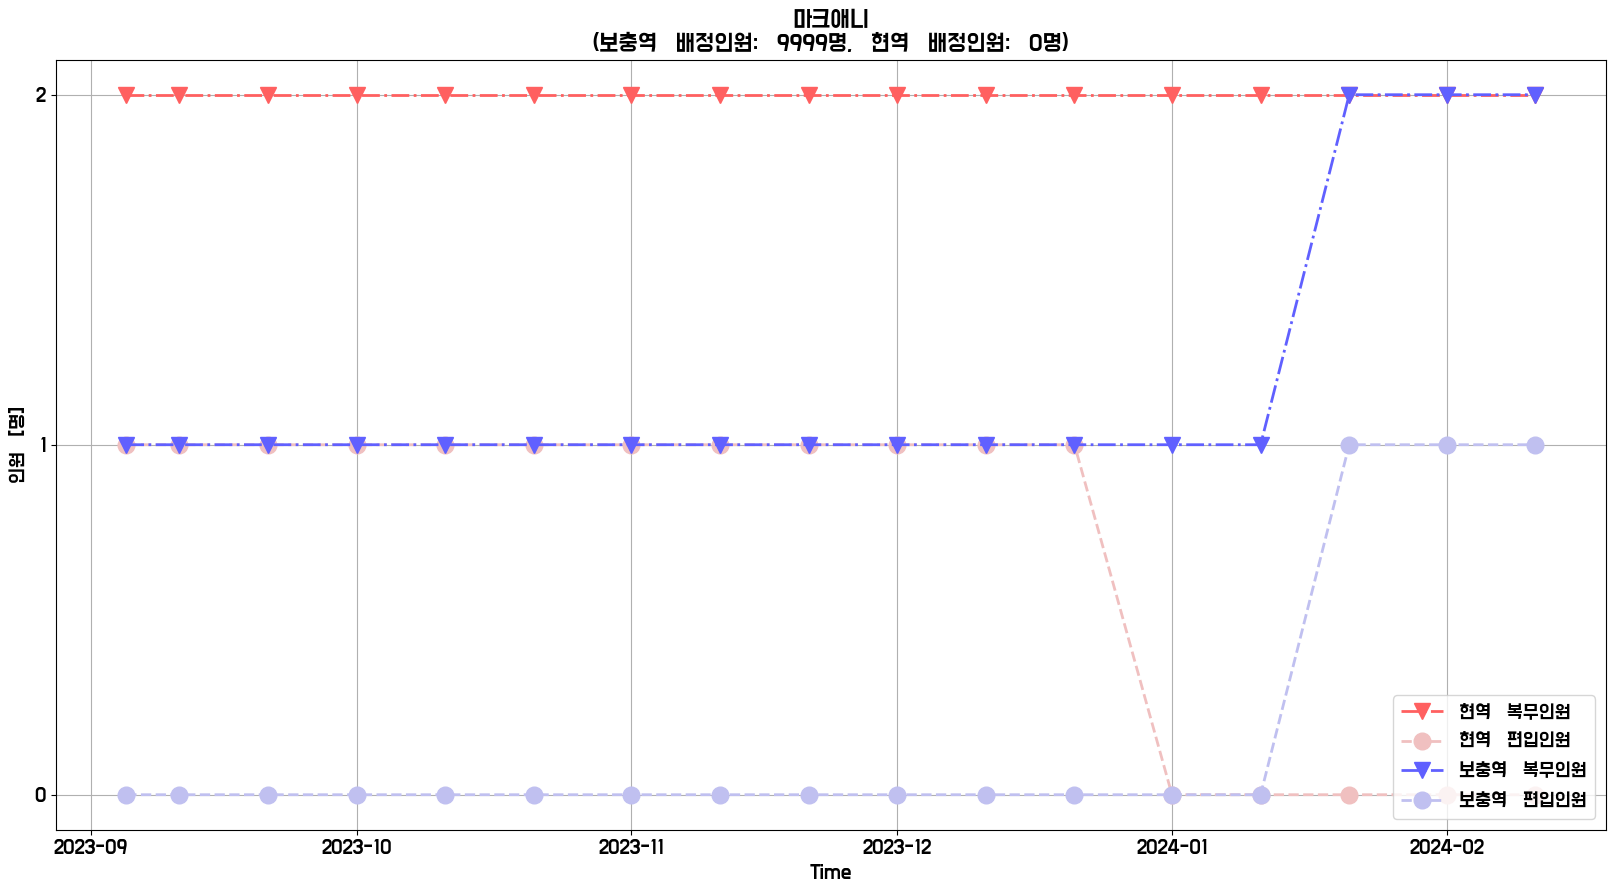 마크애니
(보충역 배정인원: 9999명, 현역 배정인원: 0명)
2
1
0
인원 [명]
2023-09 2023-10 2023-11 2023-12 2024-01 2024-02
Time
현역 복무인원
현역 편입인원
보충역 복무인원
보충역 편입인원